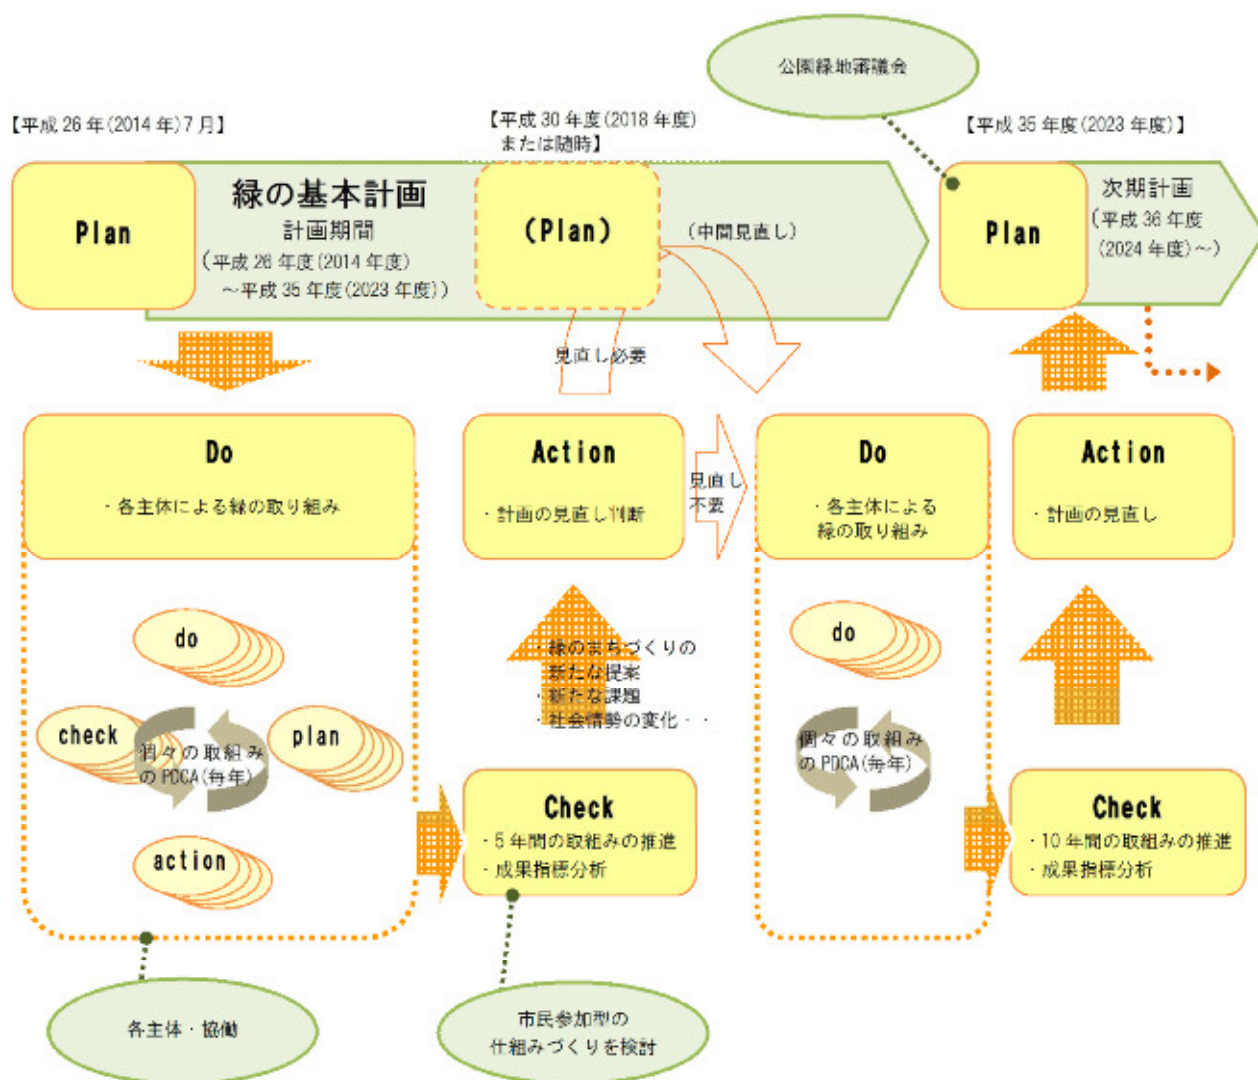 公園緑地審議会
【平成 26 年(2014 年)7 月】
【平成 30 年度(2018 年度)
または随時】
【平成 35 年度(2023 年度)】
Plan
緑の基本計画
計画期間
(平成 26 年度(2014 年度)
～平成 35 年度(2023 年度))
(Plan)
(中間見直し)
Plan
次期計画
(平成 36 年度
(2024 年度)～)
見直し必要
Do
・各主体による緑の取り組み
Action
・計画の見直し判断
見直し
不要
Do
・各主体による
緑の取り組み
Action
・計画の見直し
do
check
plan
個々の取組み
のPDCA(毎年)
action
・緑のまちづくりの
新たな提案
・新たな課題
・社会情勢の変化・・
do
個々の取組み
のPDCA(毎年)
Check
・5 年間の取組みの推進
・成果指標分析
Check
・10 年間の取組みの推進
・成果指標分析
各主体・協働
市民参加型の
仕組みづくりを検討